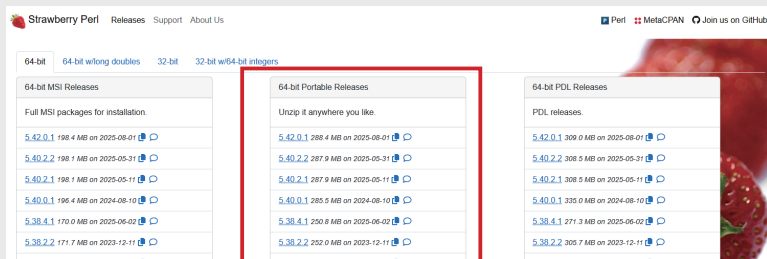 Strawberry Perl Releases Support About Us Perl MetaCPAN Join us on GitHub
64-bit 64-bit w/long doubles 32-bit 32-bit w/64-bit integers
64-bit MSI Releases
Full MSI packages for installation.
5.42.0.1 198.4 MB on 2025-08-01
5.40.2.2 198.1 MB on 2025-05-31
5.40.2.1 198.1 MB on 2025-05-11
5.40.0.1 196.4 MB on 2024-08-10
5.38.4.1 170.0 MB on 2025-06-02
5.38.2.2 171.7 MB on 2023-12-11
64-bit Portable Releases
Unzip it anywhere you like.
5.42.0.1 288.4 MB on 2025-08-01
5.40.2.2 287.9 MB on 2025-05-31
5.40.2.1 287.9 MB on 2025-05-11
5.40.0.1 285.5 MB on 2024-08-10
5.38.4.1 250.8 MB on 2025-06-02
5.38.2.2 252.0 MB on 2023-12-11
64-bit PDL Releases
PDL releases.
5.42.0.1 309.0 MB on 2025-08-01
5.40.2.2 308.5 MB on 2025-05-31
5.40.2.1 308.5 MB on 2025-05-11
5.40.0.1 335.0 MB on 2024-08-10
5.38.4.1 271.3 MB on 2025-06-02
5.38.2.2 305.7 MB on 2023-12-11